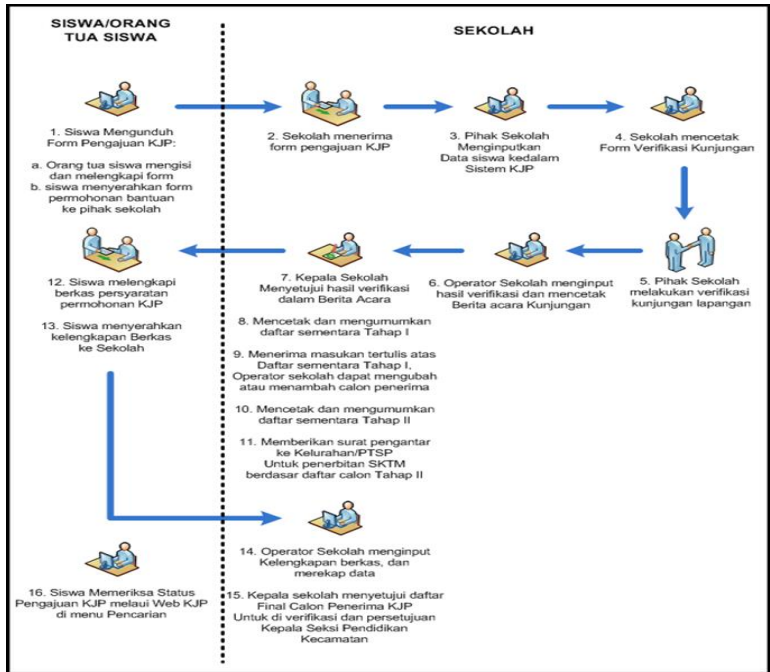 SISWA/ORANG
TUA SISWA
SEKOLAH
1. Siswa Mengunduh
Form Pengajuan KJP:
a. Orang tua siswa mengisi
dan melengkapi form
b. siswa menyerahkan form
permohonan bantuan
ke pihak sekolah
2. Sekolah menerima
form pengajuan KJP
3. Pihak Sekolah
Menginputkan
Data siswa kedalam
Sistem KJP
4. Sekolah mencetak
Form Verifikasi Kunjungan
5. Pihak Sekolah
melakukan verifikasi
kunjungan lapangan
6. Operator Sekolah menginput
hasil verifikasi dan mencetak
Berita acara Kunjungan
7. Kepala Sekolah
Menyetujui hasil verifikasi
dalam Berita Acara
8. Mencetak dan mengumumkan
daftar sementara Tahap I
9. Menerima masukan tertulis atas
Daftar sementara Tahap I,
Operator sekolah dapat mengubah
atau menambah calon penerima
10. Mencetak dan mengumumkan
daftar sementara Tahap II
11. Memberikan surat pengantar
ke Kelurahan/PTSP
Untuk penerbitan SKTM
berdasar daftar calon Tahap II
12. Siswa melengkapi
berkas persyaratan
permohonan KJP
13. Siswa menyerahkan
kelengkapan Berkas
ke Sekolah
14. Operator Sekolah menginput
Kelengkapan berkas, dan
merekap data
15. Kepala sekolah menyetujui daftar
Final Calon Penerima KJP
Untuk di verifikasi dan persetujuan
Kepala Seksi Pendidikan
Kecamatan
16. Siswa Memeriksa Status
Pengajuan KJP melaui Web KJP
di menu Pencarian